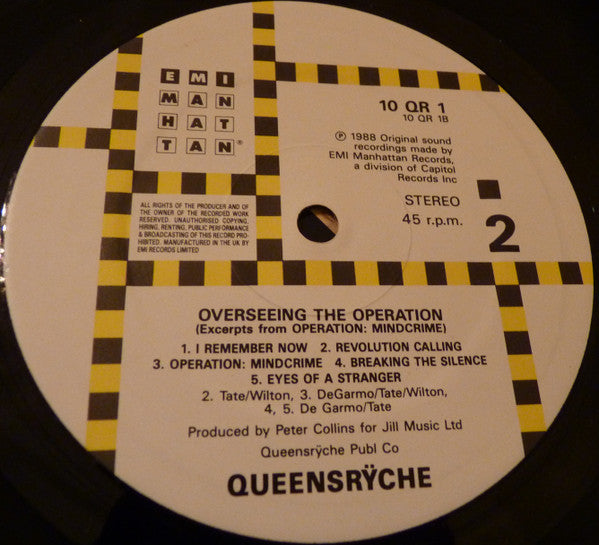 EMI
MAN
HAT
TAN®
10 QR 1
10 QR 1B
℗ 1988 Original sound
recordings made by
EMI Manhattan Records,
a division of Capitol
Records Inc
STEREO
45 r.p.m.
2
ALL RIGHTS OF THE PRODUCER AND OF
THE OWNER OF THE RECORDED WORK
RESERVED. UNAUTHORISED COPYING,
HIRING, RENTING, PUBLIC PERFORMANCE
& BROADCASTING OF THIS RECORD PRO-
HIBITED. MANUFACTURED IN THE UK BY
EMI RECORDS LIMITED
OVERSEEING THE OPERATION
(Excerpts from OPERATION: MINDCRIME)
1. I REMEMBER NOW 2. REVOLUTION CALLING
3. OPERATION: MINDCRIME 4. BREAKING THE SILENCE
5. EYES OF A STRANGER
2. Tate/Wilton, 3. DeGarmo/Tate/Wilton,
4, 5. De Garmo/Tate
Produced by Peter Collins for Jill Music Ltd
Queensrÿche Publ Co
QUEENSRŸCHE